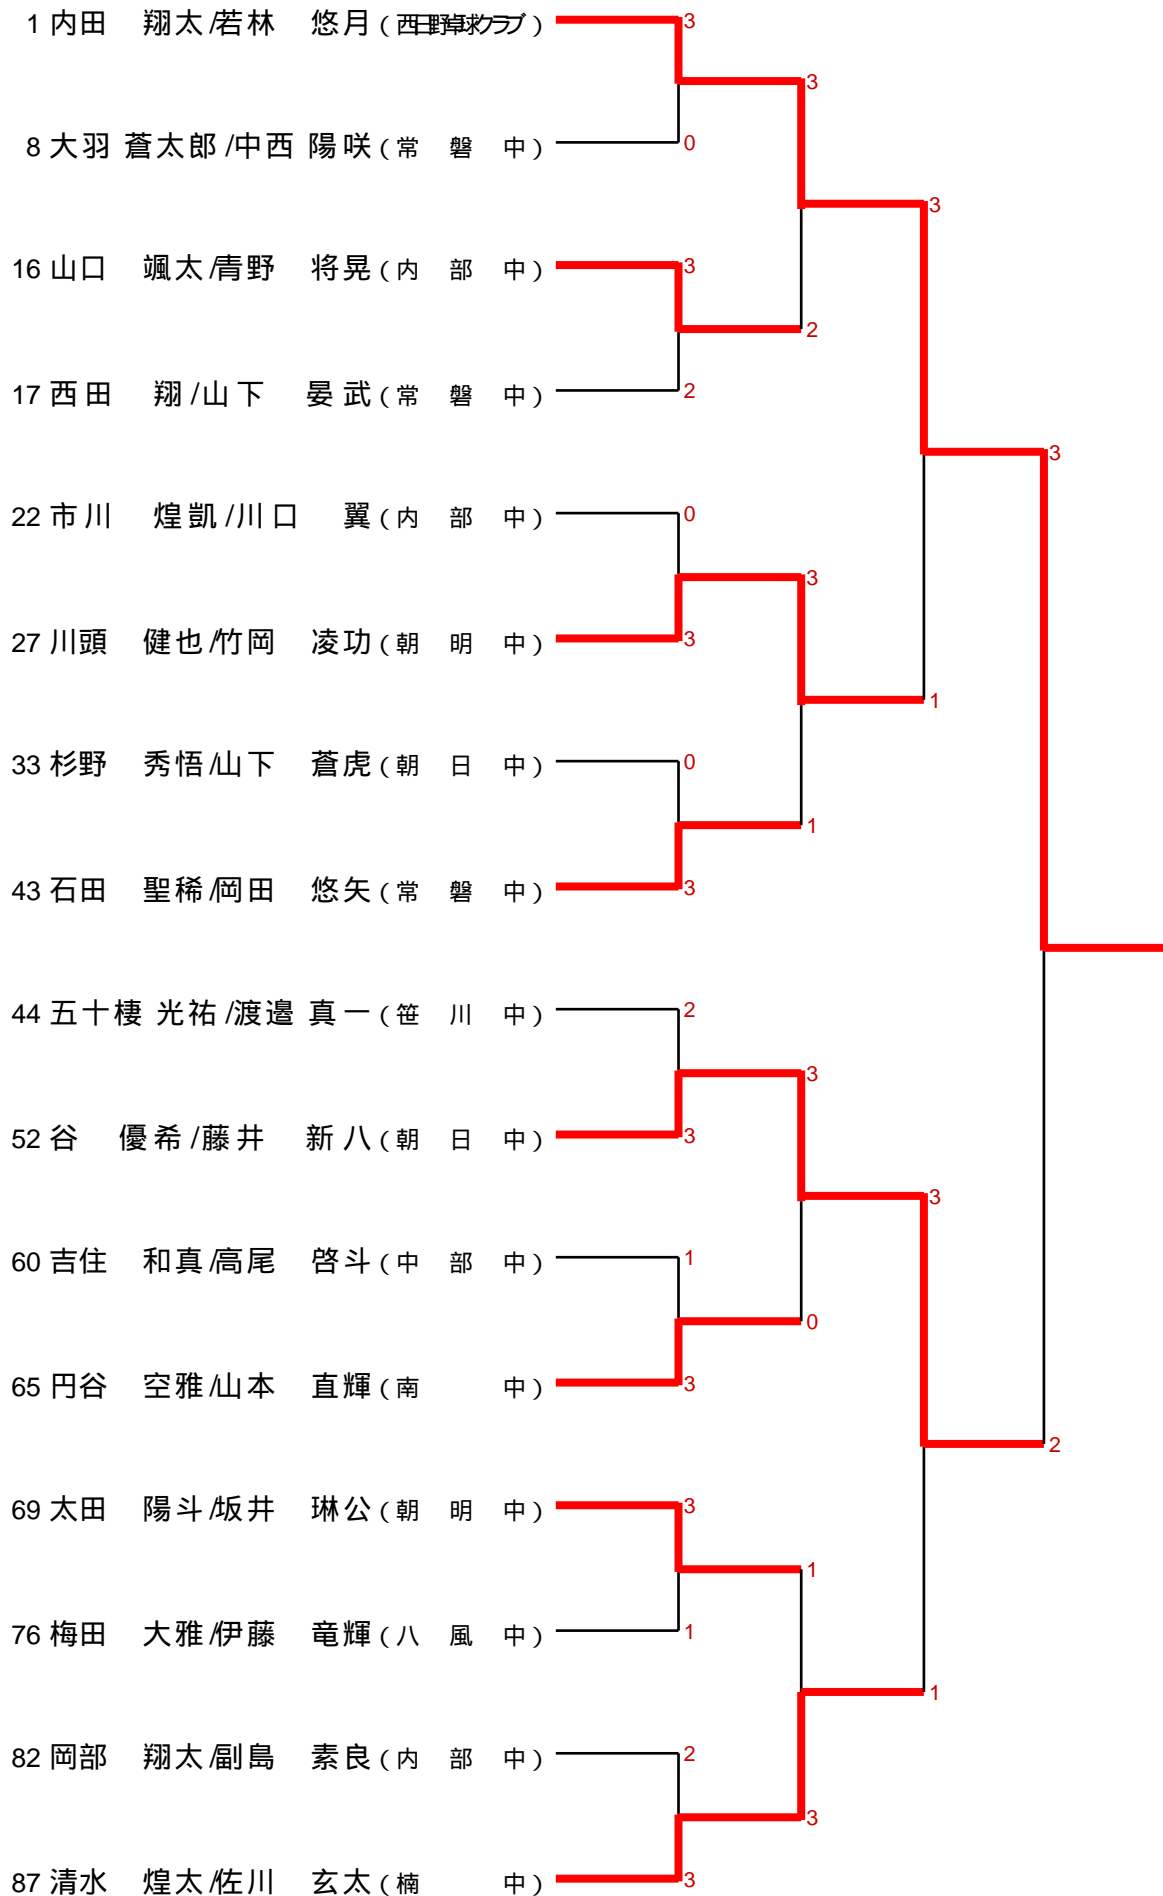 1 内田 翔太/若林 悠月(西日野卓球クラブ) 3
3
8 大羽 蒼太郎/中西 陽咲(常磐中) 0
3
16 山口 颯太/青野 将晃(内部中) 3
2
17 西田 翔/山下 晏武(常磐中) 2
3
22 市川 煌凱/川口 翼(内部中) 0
3
27 川頭 健也/竹岡 凌功(朝明中) 3
1
33 杉野 秀悟/山下 蒼虎(朝日中) 0
1
43 石田 聖稀/岡田 悠矢(常磐中) 3
44 五十棲 光祐/渡邉 真一(笹川中) 2
3
52 谷 優希/藤井 新八(朝日中) 3
3
60 吉住 和真/高尾 啓斗(中部中) 1
0
65 円谷 空雅/山本 直輝(南中) 3
2
69 太田 陽斗/坂井 琳公(朝明中) 3
1
76 梅田 大雅/伊藤 竜輝(八風中) 1
1
82 岡部 翔太/副島 素良(内部中) 2
3
87 清水 煌太/佐川 玄太(楠中) 3